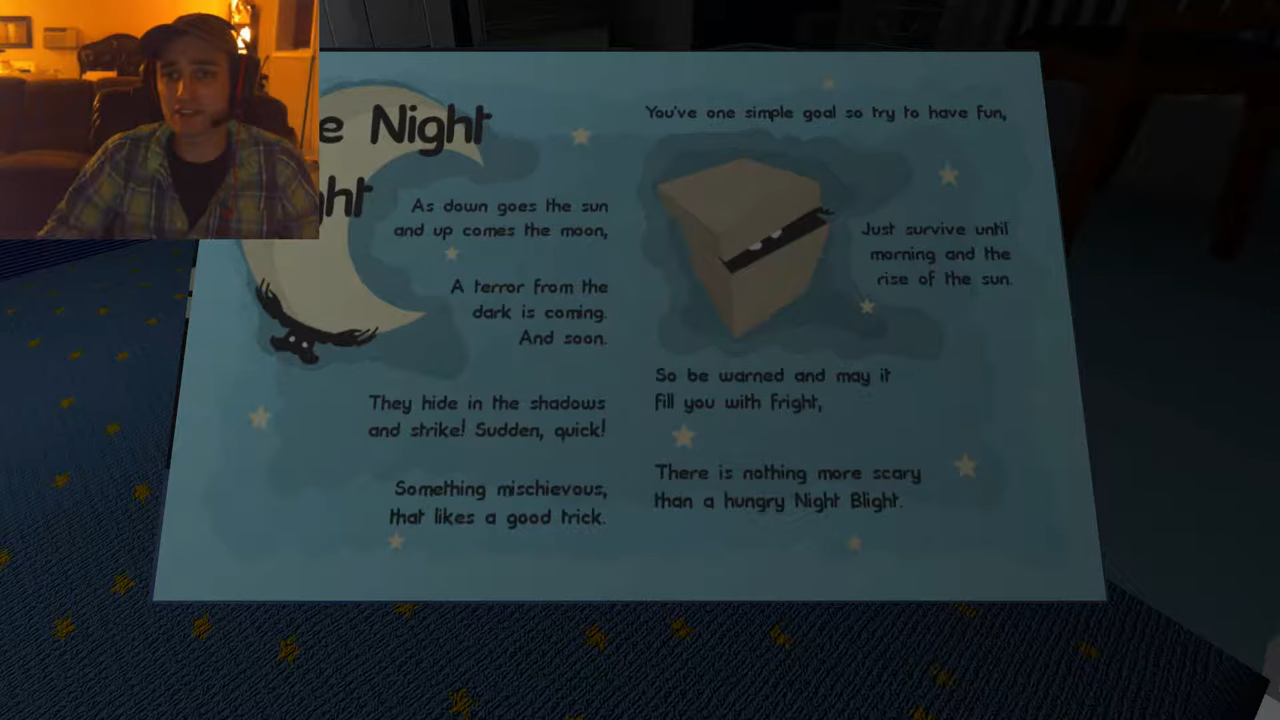 e Night
ght
As down goes the sun
and up comes the moon,
A terror from the
dark is coming.
And soon.
They hide in the shadows
and strike! Sudden, quick!
Something mischievous,
that likes a good trick.
You've one simple goal so try to have fun,
Just survive until
morning and the
rise of the sun.
So be warned and may it
fill you with fright,
There is nothing more scary
than a hungry Night Blight.